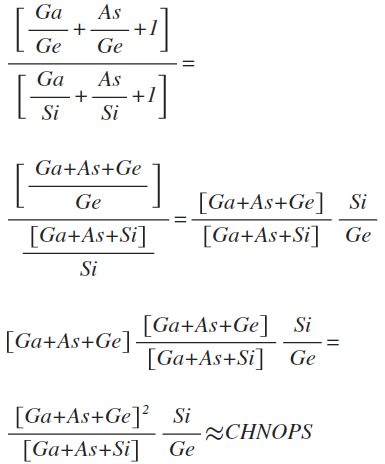 [ Ga/Ge + As/Ge + 1 ] / [ Ga/Si + As/Si + 1 ] =
[ (Ga+As+Ge)/Ge ] / ( [Ga+As+Si]/Si ) = [Ga+As+Ge]/[Ga+As+Si] Si/Ge
[Ga+As+Ge] [Ga+As+Ge]/[Ga+As+Si] Si/Ge =
[Ga+As+Ge]²/[Ga+As+Si] Si/Ge ≈CHNOPS